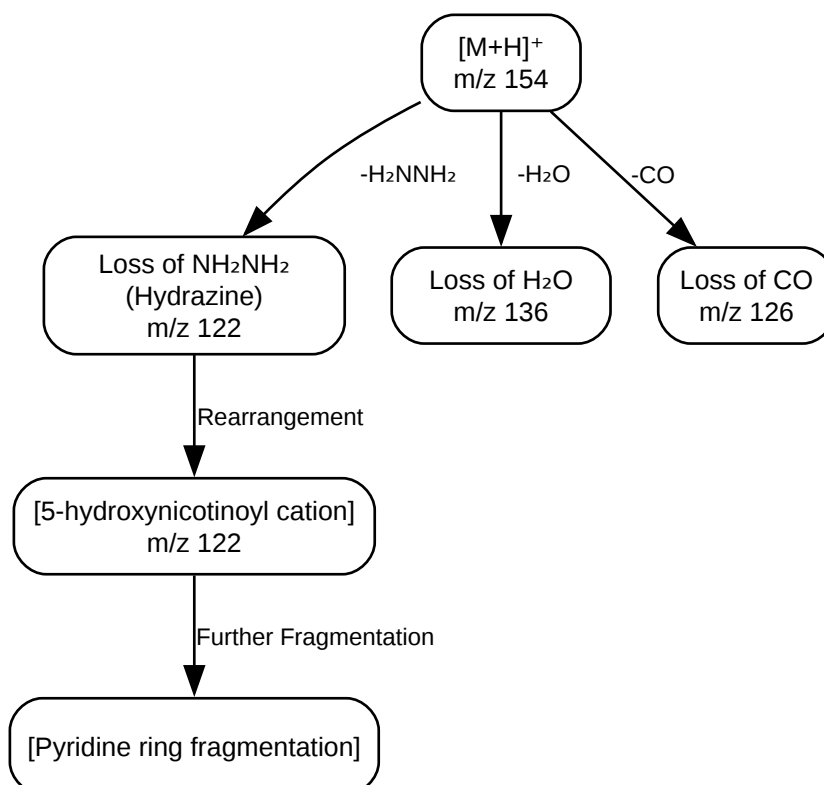 [M+H]⁺
m/z 154
-H₂NNH₂
-H₂O
-CO
Loss of NH₂NH₂
(Hydrazine)
m/z 122
Loss of H₂O
m/z 136
Loss of CO
m/z 126
Rearrangement
[5-hydroxynicotinoyl cation]
m/z 122
Further Fragmentation
[Pyridine ring fragmentation]